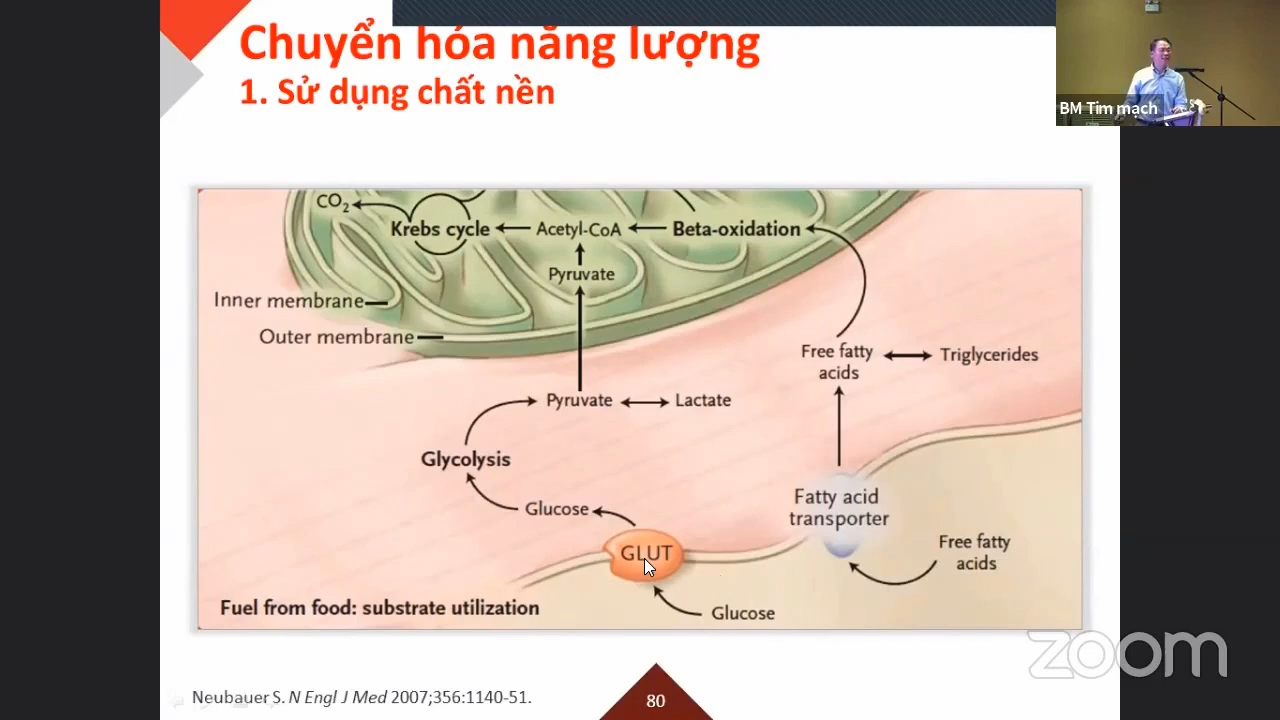 Chuyển hóa năng lượng
1. Sử dụng chất nền
BM Tim mạch
CO2
Krebs cycle
Acetyl-CoA
Beta-oxidation
Pyruvate
Inner membrane
Outer membrane
Free fatty
acids
Triglycerides
Pyruvate
Lactate
Glycolysis
Glucose
Fatty acid
transporter
GLUT
Free fatty
acids
Fuel from food: substrate utilization
Glucose
zoom
Neubauer S. N Engl J Med 2007;356:1140-51.
80